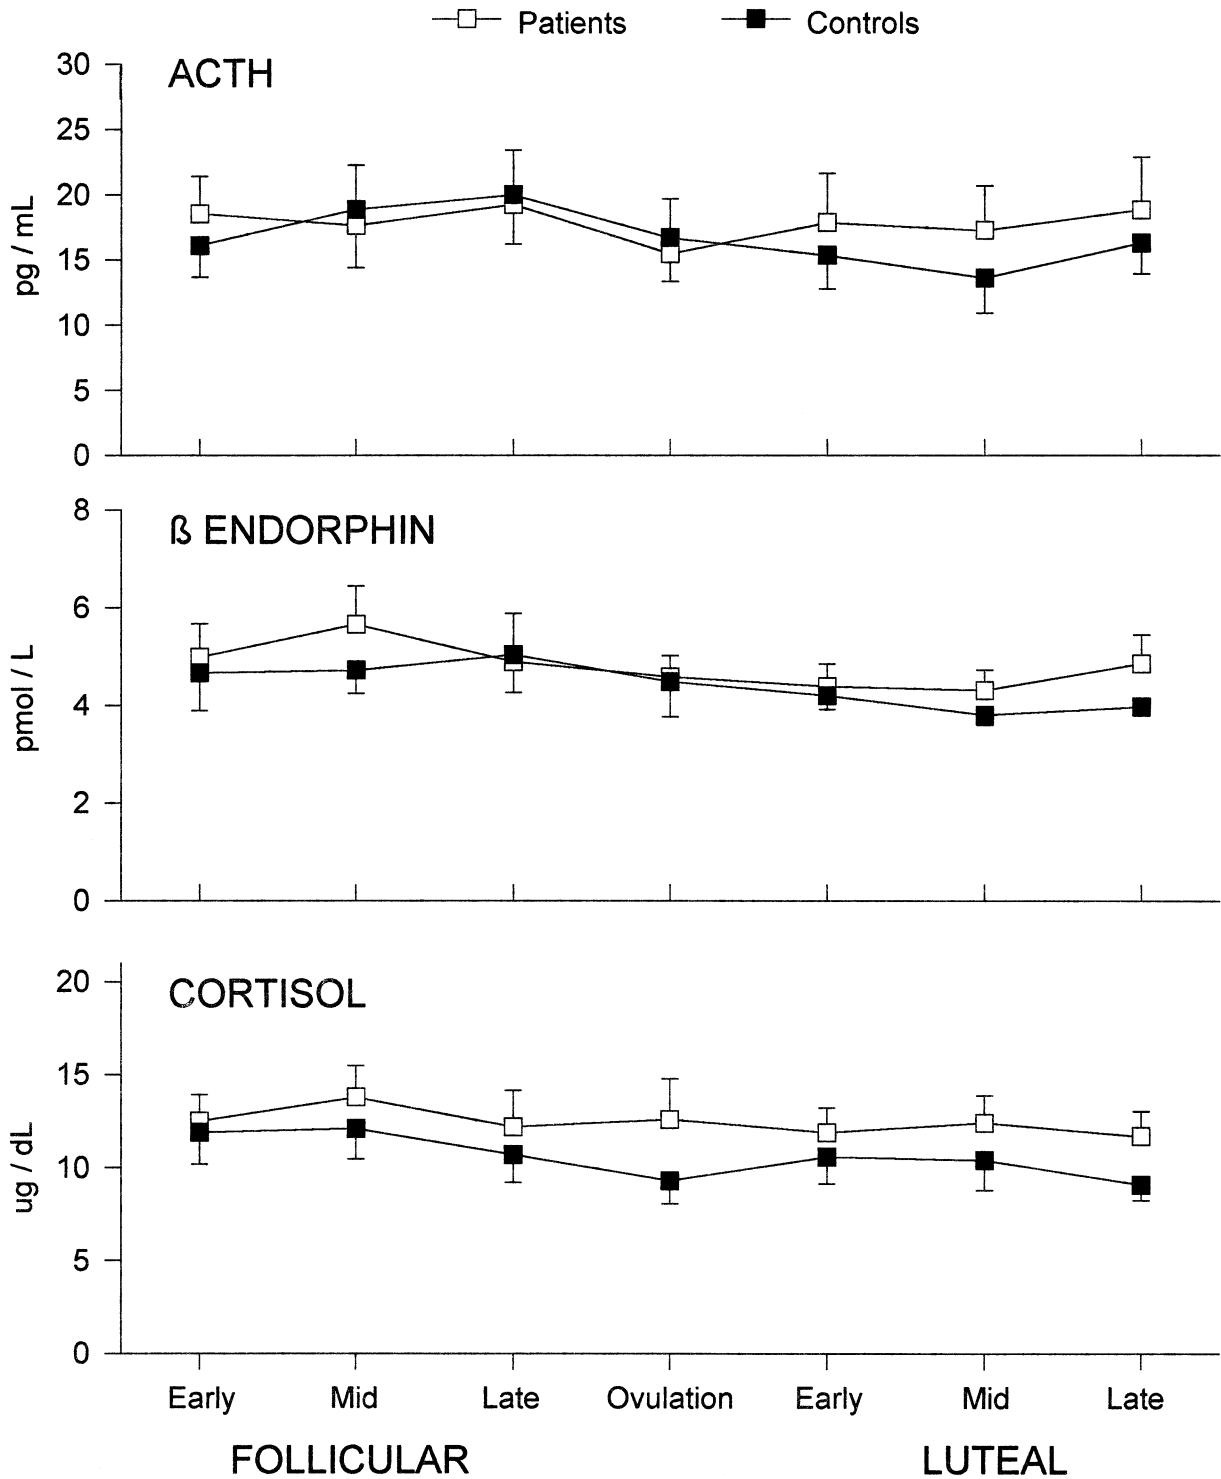 Patients Controls
30 ACTH
25
20
15
10
5
0
pg / mL
8
ß ENDORPHIN
6
4
2
0
pmol / L
20 CORTISOL
15
10
5
0
ug / dL
Early Mid Late Ovulation Early Mid Late
FOLLICULAR LUTEAL